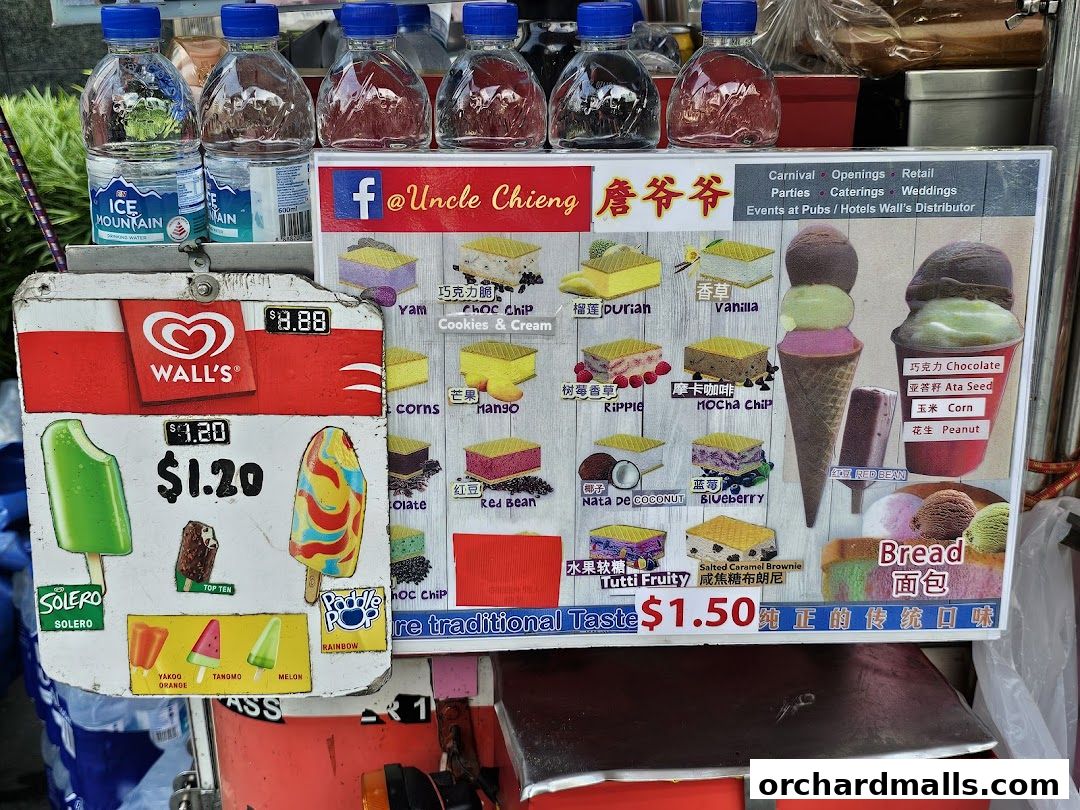 ICE
MOUNTAIN
DRINKING WATER
f
@Uncle Chieng
詹爷爷
Carnival • Openings • Retail
Parties • Caterings • Weddings
Events at Pubs / Hotels Wall's Distributor
WALL'S
$1.20
$1.20
SOLERO
SOLERO
TOP TEN
Paddle
POP
RAINBOW
YAKOO
ORANGE
TANGMO
MELON
Yam
巧克力脆
CHOC CHIP
Cookies & Cream
榴莲 Durian
香草
Vanilla
CORNS
芒果
Mango
树莓香草
Ripple
摩卡咖啡
Mocha Chip
红豆
Red Bean
椰子
Nata De COCONUT
蓝莓
Blueberry
HOC CHIP
水果软糖
Tutti Fruity
Salted Caramel Brownie
咸焦糖布朗尼
巧克力 Chocolate
亚答籽 Ata Seed
玉米 Corn
花生 Peanut
红豆 RED BEAN
Bread
面包
traditional Taste
$1.50
纯正的传统口味
ASS
R 1
orchardmalls.com